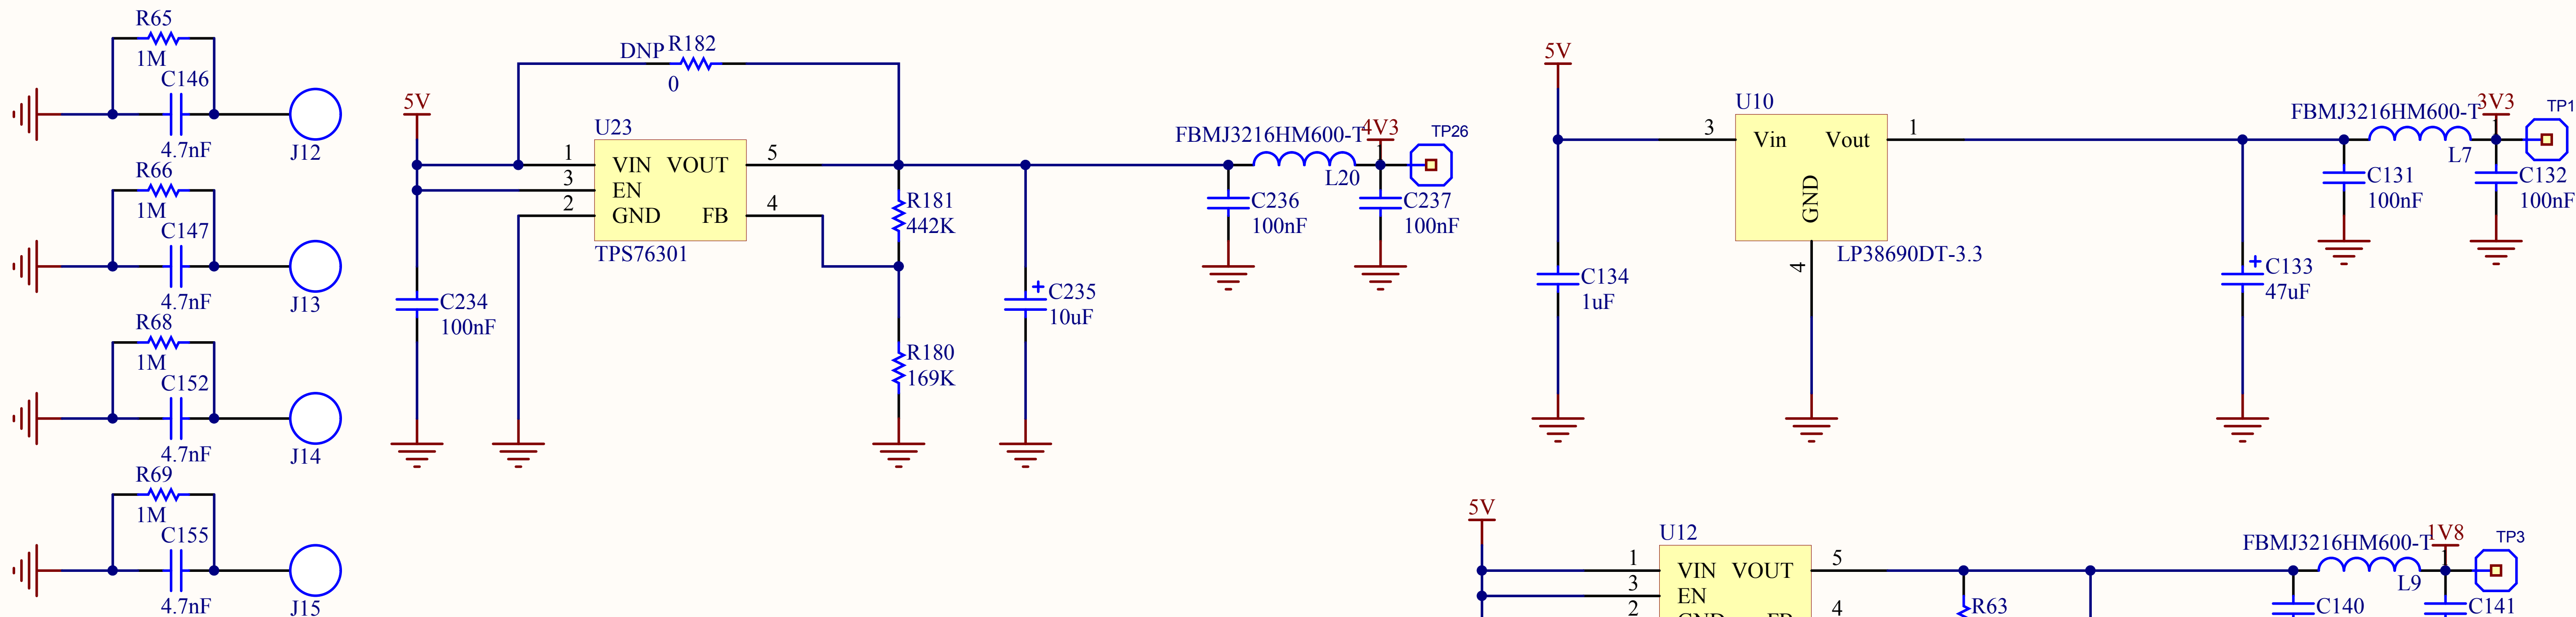 R65
1M
C146
4.7nF
J12
R66
1M
C147
4.7nF
J13
R68
1M
C152
4.7nF
J14
R69
1M
C155
4.7nF
J15
DNP R182
0
5V
U23
1 VIN VOUT 5
3 EN
2 GND FB 4
TPS76301
C234
100nF
R181
442K
R180
169K
C235
10uF
FBMJ3216HM600-T
4V3
1
TP26
L20
C236
100nF
C237
100nF
5V
U10
3 Vin Vout 1
GND
4
LP38690DT-3.3
C134
1uF
C133
47uF
FBMJ3216HM600-T
3V3
1
TP1
L7
C131
100nF
C132
100nF
5V
U12
1 VIN VOUT 5
3 EN
2 GND FB 4
R63
FBMJ3216HM600-T
1V8
1
TP3
L9
C140
C141